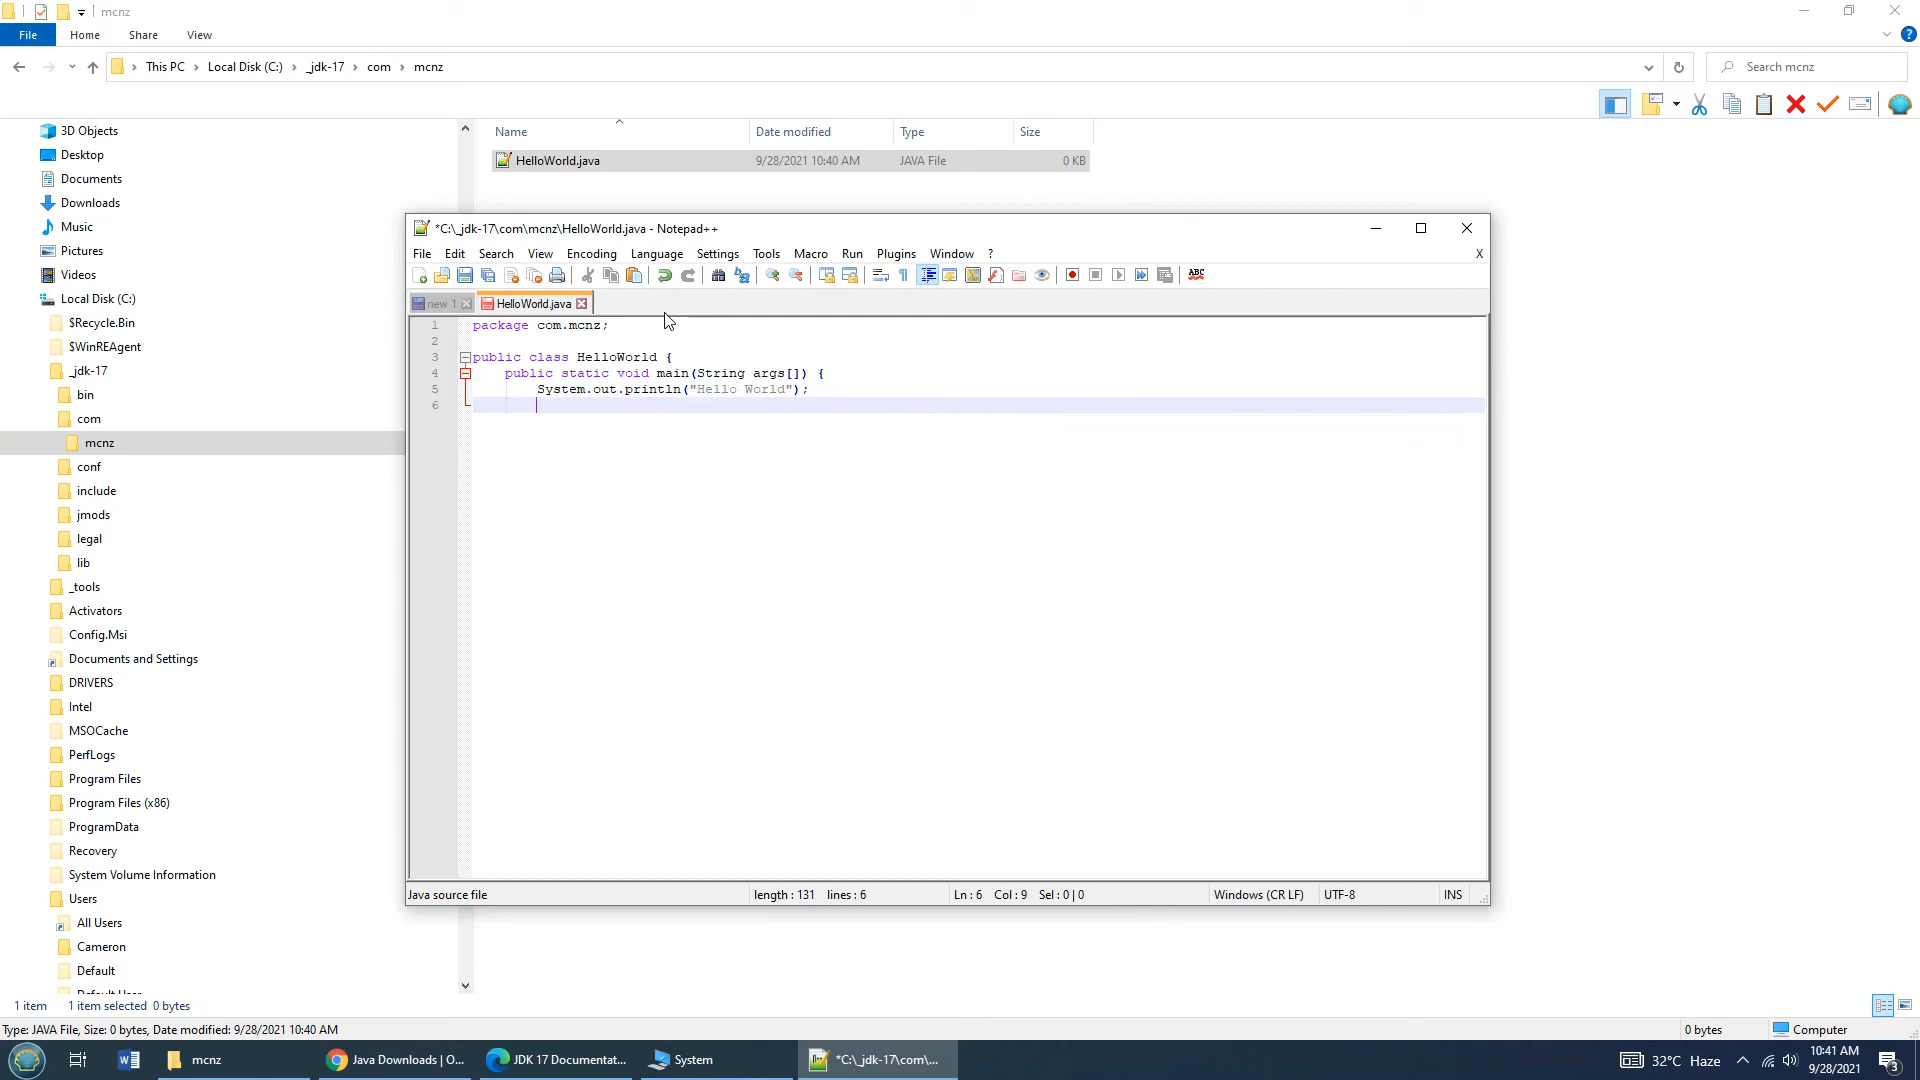 mcnz
File Home Share View
This PC Local Disk (C:) _jdk-17 com mcnz
Search mcnz
3D Objects
Desktop
Documents
Downloads
Music
Pictures
Videos
Local Disk (C:)
$Recycle.Bin
$WinREAgent
_jdk-17
bin
com
mcnz
conf
include
jmods
legal
lib
_tools
Activators
Config.Msi
Documents and Settings
DRIVERS
Intel
MSOCache
PerfLogs
Program Files
Program Files (x86)
ProgramData
Recovery
System Volume Information
Users
All Users
Cameron
Default
Name Date modified Type Size
HelloWorld.java 9/28/2021 10:40 AM JAVA File 0 KB
*C:\_jdk-17\com\mcnz\HelloWorld.java - Notepad++
File Edit Search View Encoding Language Settings Tools Macro Run Plugins Window ? X
ABC
new 1 HelloWorld.java
1 package com.mcnz;
2
3 public class HelloWorld {
4 public static void main(String args[]) {
5 System.out.println("Hello World");
6
Java source file length : 131 lines : 6 Ln : 6 Col : 9 Sel : 0 | 0 Windows (CR LF) UTF-8 INS
1 item 1 item selected 0 bytes
Type: JAVA File, Size: 0 bytes, Date modified: 9/28/2021 10:40 AM 0 bytes Computer
mcnz Java Downloads | O... JDK 17 Documentat... System *C:\_jdk-17\com\... 32°C Haze 10:41 AM
9/28/2021 3